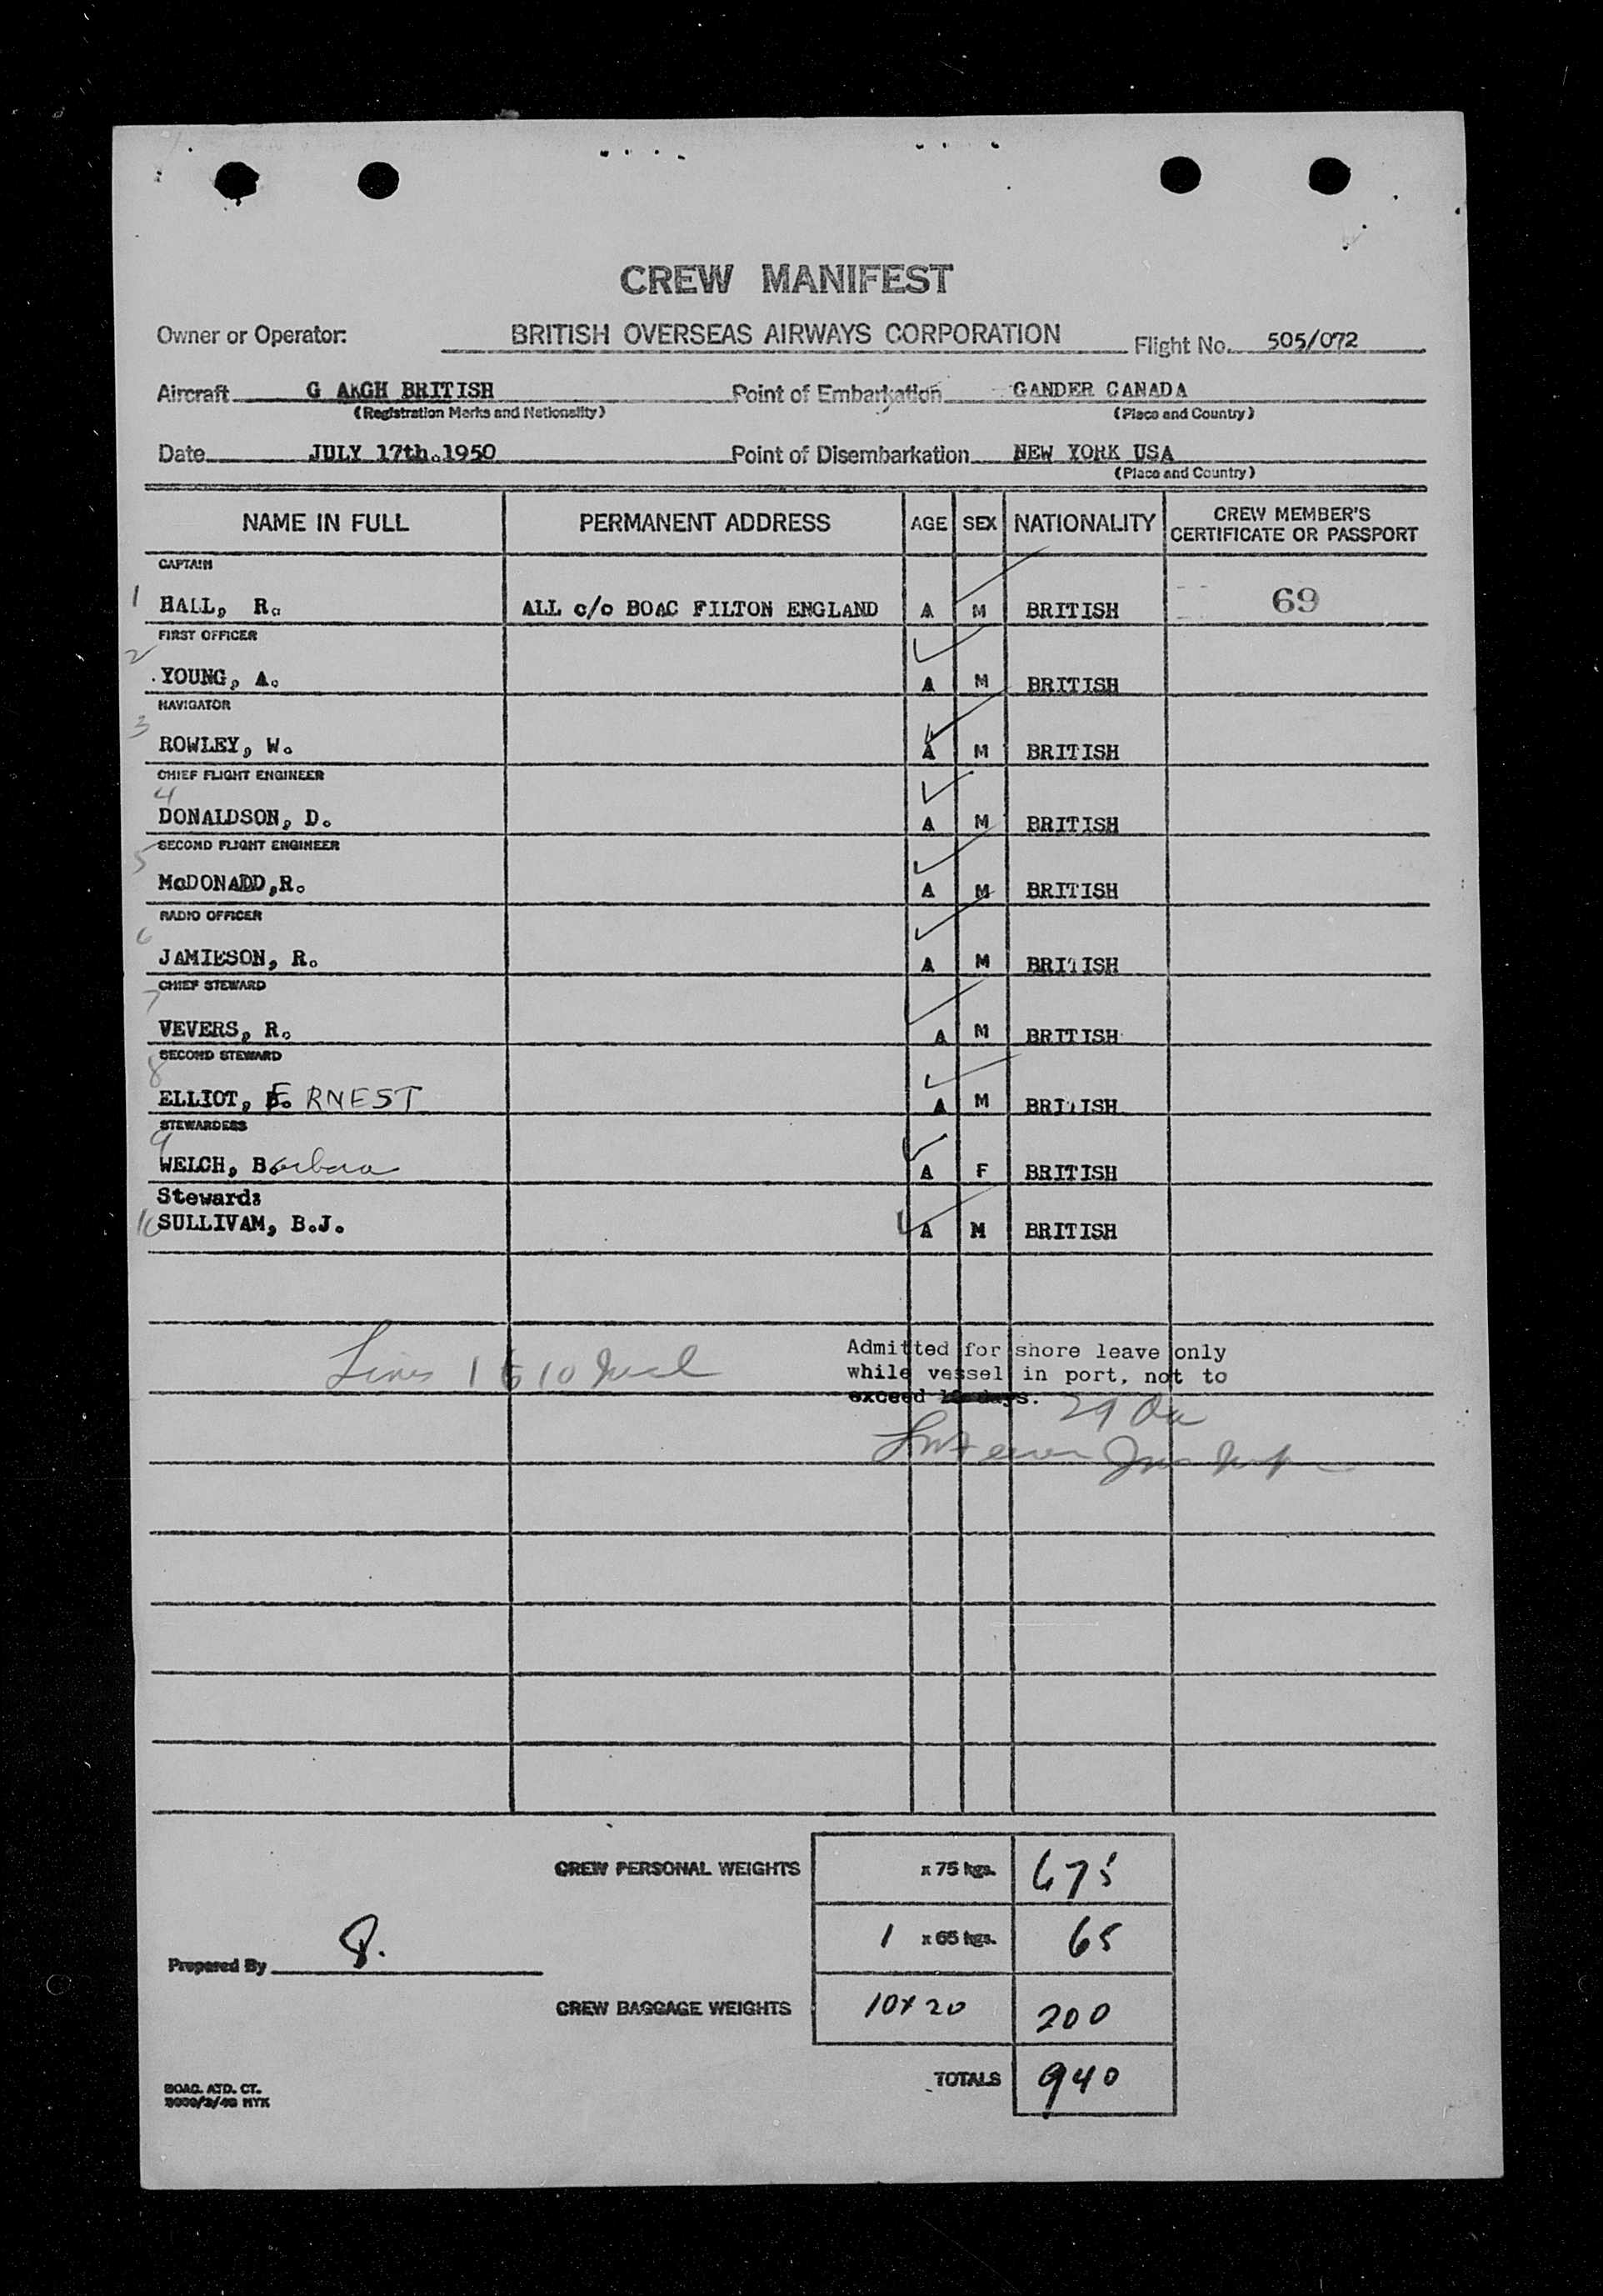 CREW MANIFEST
Owner or Operator: BRITISH OVERSEAS AIRWAYS CORPORATION Flight No. 505/072
Aircraft G AKGH BRITISH Point of Embarkation GANDER CANADA
(Registration Marks and Nationality) (Place and Country)
Date JULY 17th.1950 Point of Disembarkation NEW YORK USA
(Place and Country)
NAME IN FULL PERMANENT ADDRESS AGE SEX NATIONALITY CREW MEMBER'S CERTIFICATE OR PASSPORT
CAPTAIN
1 HALL, R. ALL c/o BOAC FILTON ENGLAND A M BRITISH 69
FIRST OFFICER
2 YOUNG, A. A M BRITISH
NAVIGATOR
3 ROWLEY, W. A M BRITISH
CHIEF FLIGHT ENGINEER
4 DONALDSON, D. A M BRITISH
SECOND FLIGHT ENGINEER
5 McDONADD,R. A M BRITISH
RADIO OFFICER
6 JAMIESON, R. A M BRITISH
CHIEF STEWARD
7 VEVERS, R. A M BRITISH
SECOND STEWARD
8 ELLIOT, ERNEST A M BRITISH
STEWARDESS
9 WELCH, Barbara A F BRITISH
Stewards
10 SULLIVAM, B.J. A M BRITISH
Lines 1 to 10 Incl
Admitted for shore leave only
while vessel in port, not to
exceed days. 29 Da
CREW PERSONAL WEIGHTS x 75 kgs. 675
1 x 65 kgs. 65
Prepared By
CREW BAGGAGE WEIGHTS 10x20 200
TOTALS 940
BOAC. ATD. CT.